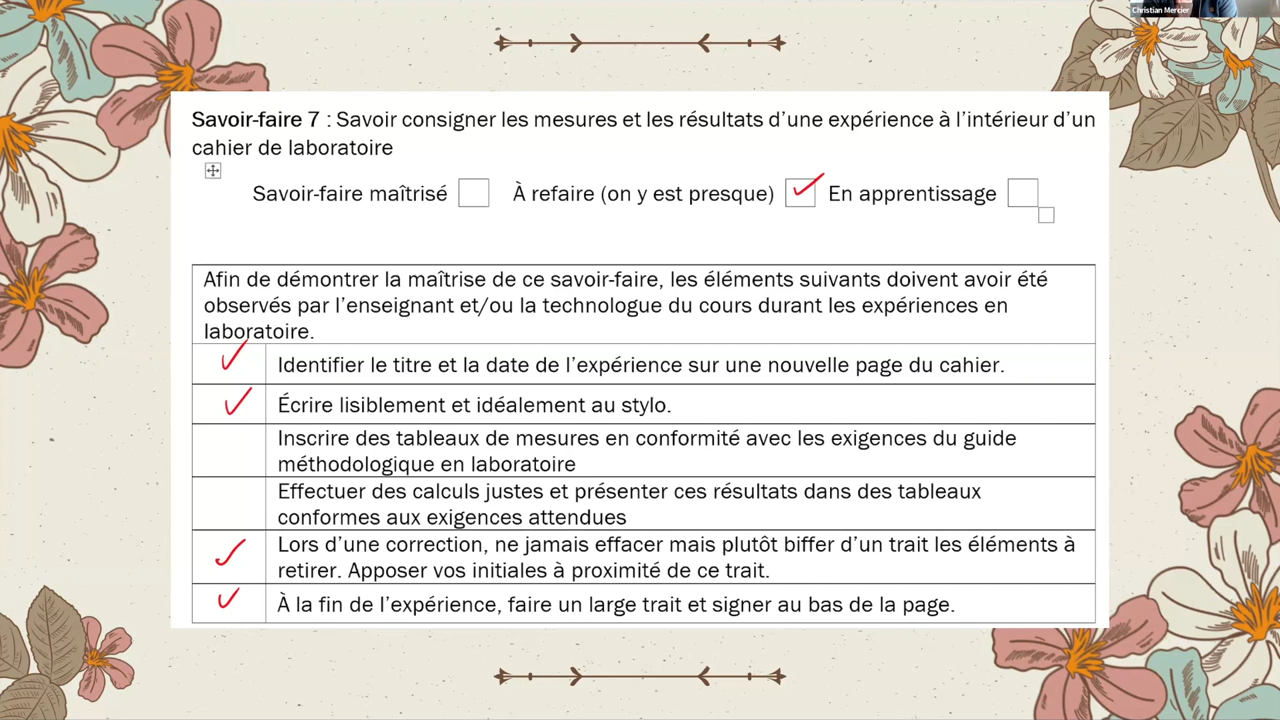 Christian Mercier
Savoir-faire 7 : Savoir consigner les mesures et les résultats d’une expérience à l’intérieur d’un
cahier de laboratoire
Savoir-faire maîtrisé À refaire (on y est presque) En apprentissage
Afin de démontrer la maîtrise de ce savoir-faire, les éléments suivants doivent avoir été
observés par l’enseignant et/ou la technologue du cours durant les expériences en
laboratoire.
Identifier le titre et la date de l’expérience sur une nouvelle page du cahier.
Écrire lisiblement et idéalement au stylo.
Inscrire des tableaux de mesures en conformité avec les exigences du guide
méthodologique en laboratoire
Effectuer des calculs justes et présenter ces résultats dans des tableaux
conformes aux exigences attendues
Lors d’une correction, ne jamais effacer mais plutôt biffer d’un trait les éléments à
retirer. Apposer vos initiales à proximité de ce trait.
À la fin de l’expérience, faire un large trait et signer au bas de la page.